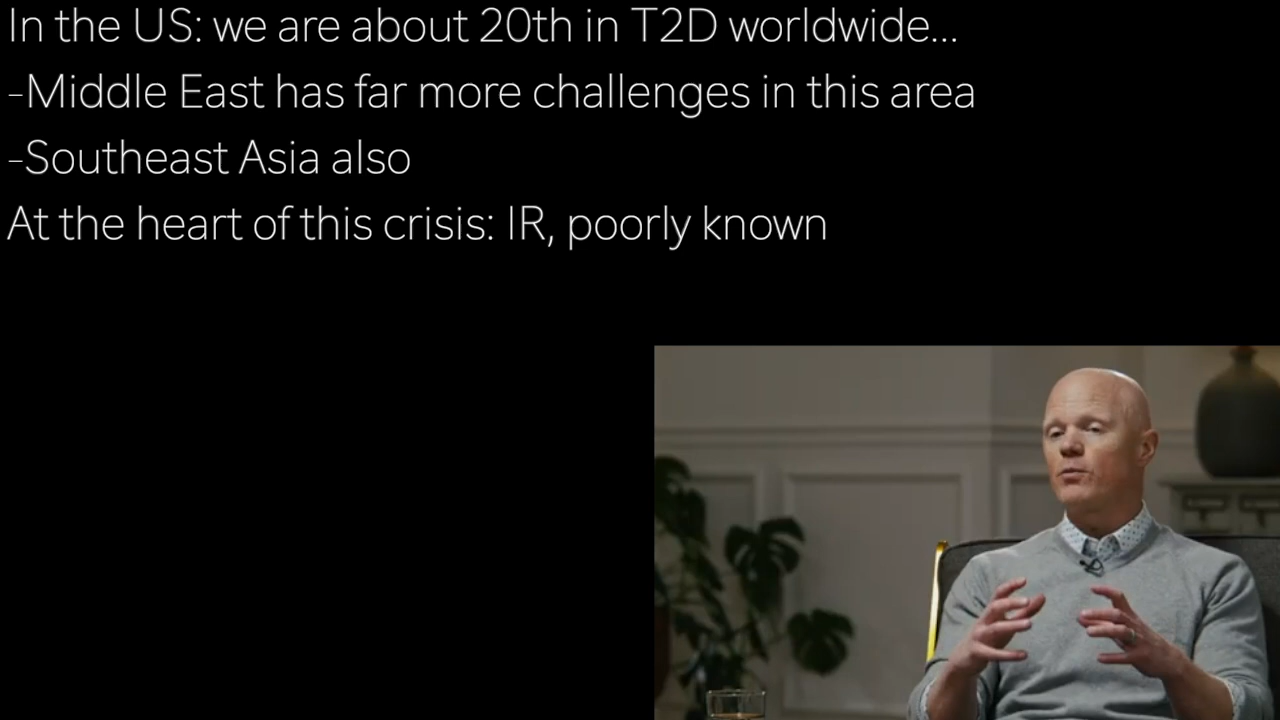 In the US: we are about 20th in T2D worldwide...
-Middle East has far more challenges in this area
-Southeast Asia also
At the heart of this crisis: IR, poorly known